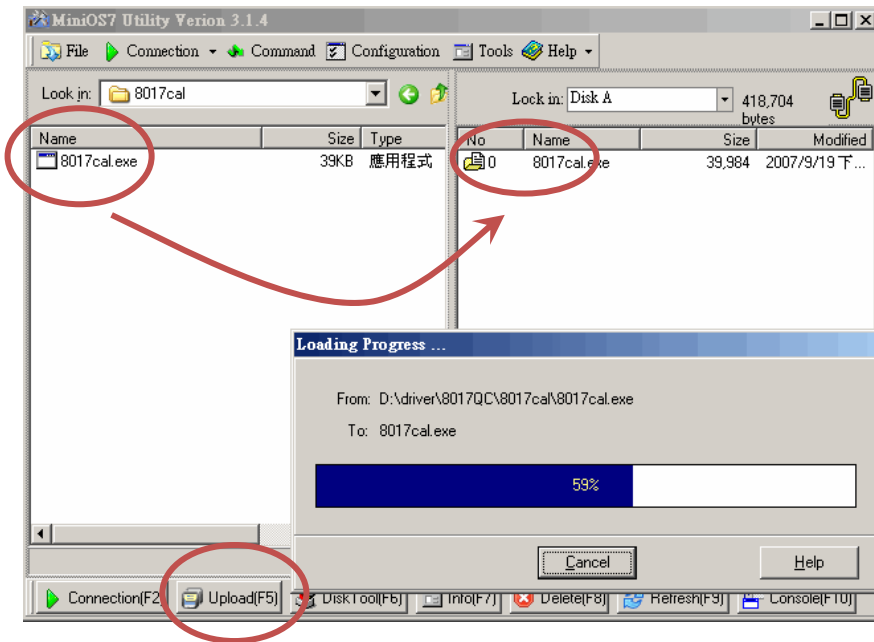 MiniOS7 Utility Verion 3.1.4
File Connection Command Configuration Tools Help
Look in: 8017cal
Lock in: Disk A
418,704 bytes
Name Size Type
8017cal.exe 39KB 應用程式
No Name Size Modified
0 8017cal.exe 39,984 2007/9/19 下...
Loading Progress ...
From: D:\driver\8017QC\8017cal\8017cal.exe
To: 8017cal.exe
59%
Cancel Help
Connection(F2 Upload(F5) DiskTool(F6) Info(F7) Delete(F8) Refresh(F9) Console(F10)